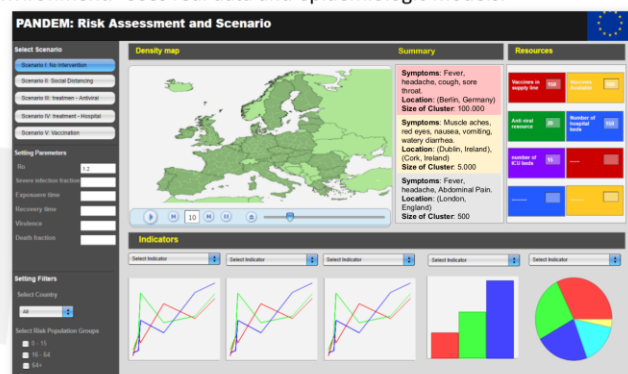 PANDEM: Risk Assessment and Scenario
Select Scenario
Scenario I: No Intervention
Scenario II: Social Distancing
Scenario III: treatmen - Antiviral
Scenario IV: treatment - Hospital
Scenario V: Vaccination
Setting Parameters
Ro
1.2
Severe infection fraction
Exposure time
Recovery time
Virulence
Death fraction
Setting Filters
Select Country
All
Select Risk Population Groups
0 - 15
16 - 64
64+
Density map
10
Summary
Symptoms: Fever,
headache, cough, sore
throat.
Location: (Berlin, Germany)
Size of Cluster: 100.000
Symptoms: Muscle aches,
red eyes, nausea, vomiting,
watery diarrhea.
Location: (Dublin, Ireland),
(Cork, Ireland)
Size of Cluster: 5.000
Symptoms: Fever,
headache, Abdominal Pain.
Location: (London,
England)
Size of Cluster: 500
Resources
Vaccines in
supply line
Vaccines
Anti viral
resource
Number of
hospital
beds
number of
ICU beds
Indicators
Select Indicator
Select Indicator
Select Indicator
Select Indicator
Select Indicator